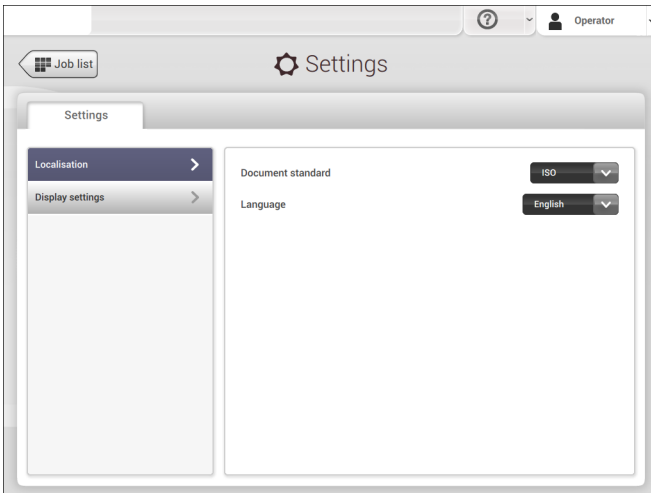 Operator
Job list
Settings
Settings
Localisation
Display settings
Document standard
ISO
Language
English